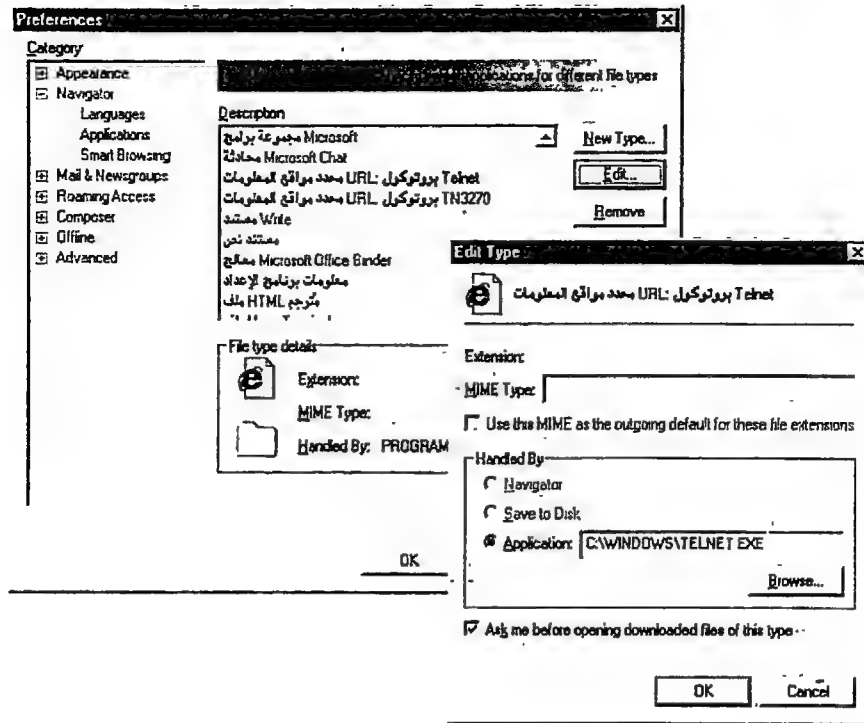 Preferences
Category
Appearance
Navigator
Languages
Applications
Smart Browsing
Mail & Newsgroups
Roaming Access
Composer
Offline
Advanced
applications for different file types
Description
مجموعة برامج Microsoft
محادثة Microsoft Chat
محدد مواقع المعلومات URL: بروتوكول Telnet
محدد مواقع المعلومات URL: بروتوكول TN3270
مستند Write
مستند نص
معالج Microsoft Office Binder
معلومات برنامج الإعداد
ملف HTML مترجم
New Type...
Edit...
Remove
File type details
Extension:
MIME Type:
Handled By: PROGRAM
OK
Edit Type
محدد مواقع المعلومات URL: بروتوكول Telnet
Extension:
MIME Type:
Use this MIME as the outgoing default for these file extensions
Handled By
Navigator
Save to Disk
Application: C:\WINDOWS\TELNET EXE
Browse...
Ask me before opening downloaded files of this type
OK
Cancel